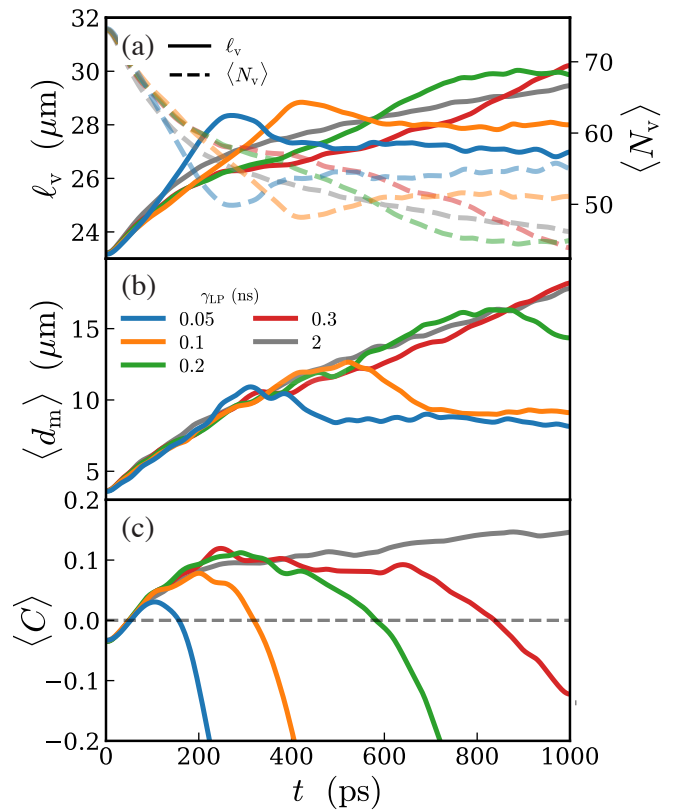 32
30
28
26
24
ℓv (μm)
(a)
ℓv
⟨Nv⟩
70
60
50
⟨Nv⟩
(b)
γLP (ns)
0.05 0.3
0.1 2
0.2
15
10
5
⟨dm⟩ (μm)
0.2
(c)
0.1
0.0
-0.1
-0.2
⟨C⟩
0 200 400 600 800 1000
t (ps)